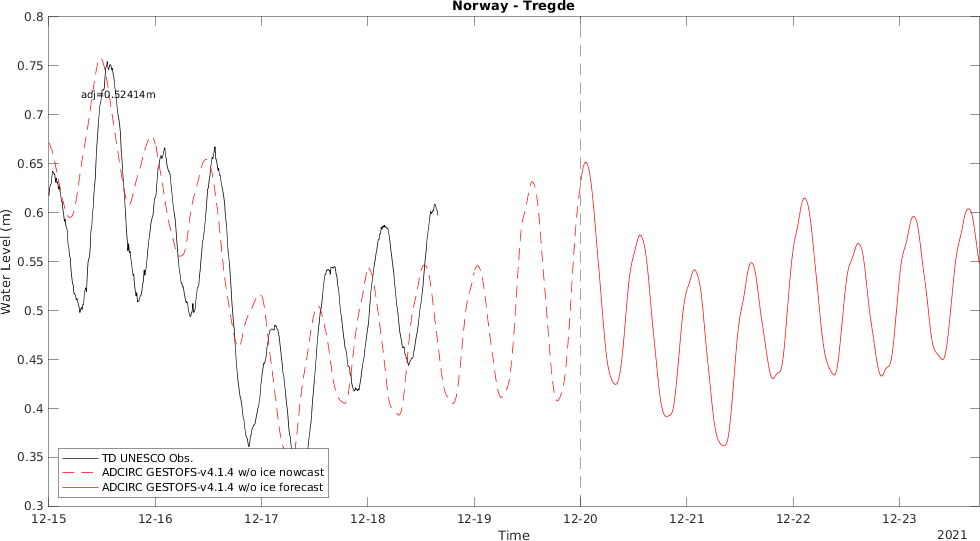 Norway - Tregde
0.8
0.75
0.7
0.65
0.6
0.55
0.5
0.45
0.4
0.35
0.3
Water Level (m)
adj=0.52414m
TD UNESCO Obs.
ADCIRC GESTOFS-v4.1.4 w/o ice nowcast
ADCIRC GESTOFS-v4.1.4 w/o ice forecast
12-15 12-16 12-17 12-18 12-19 12-20 12-21 12-22 12-23
Time
2021